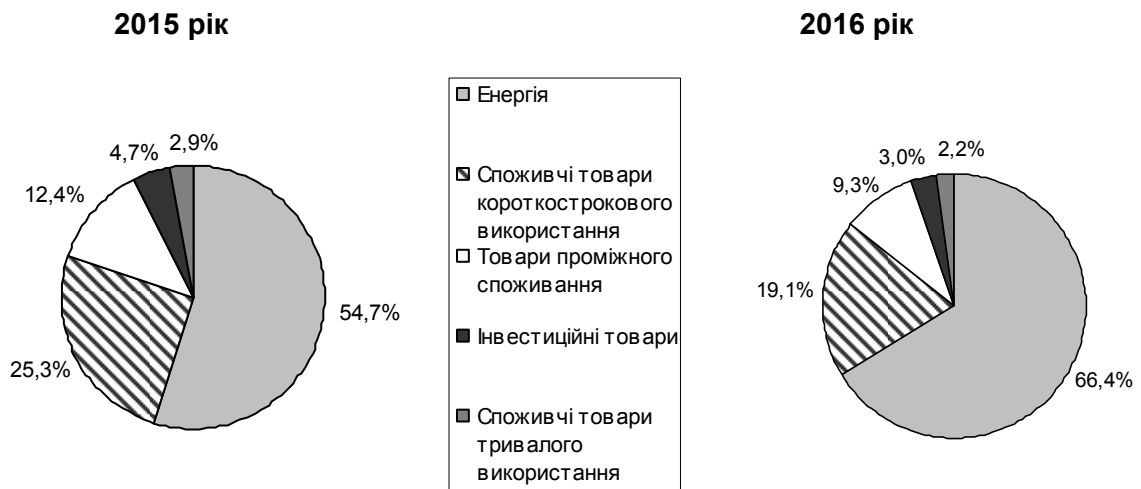 2015 рік
2016 рік
4,7%
2,9%
12,4%
54,7%
25,3%
Енергія
Споживчі товари
короткострокового
використання
Товари проміжного
споживання
Інвестиційні товари
Споживчі товари
тривалого
використання
3,0%
2,2%
9,3%
19,1%
66,4%